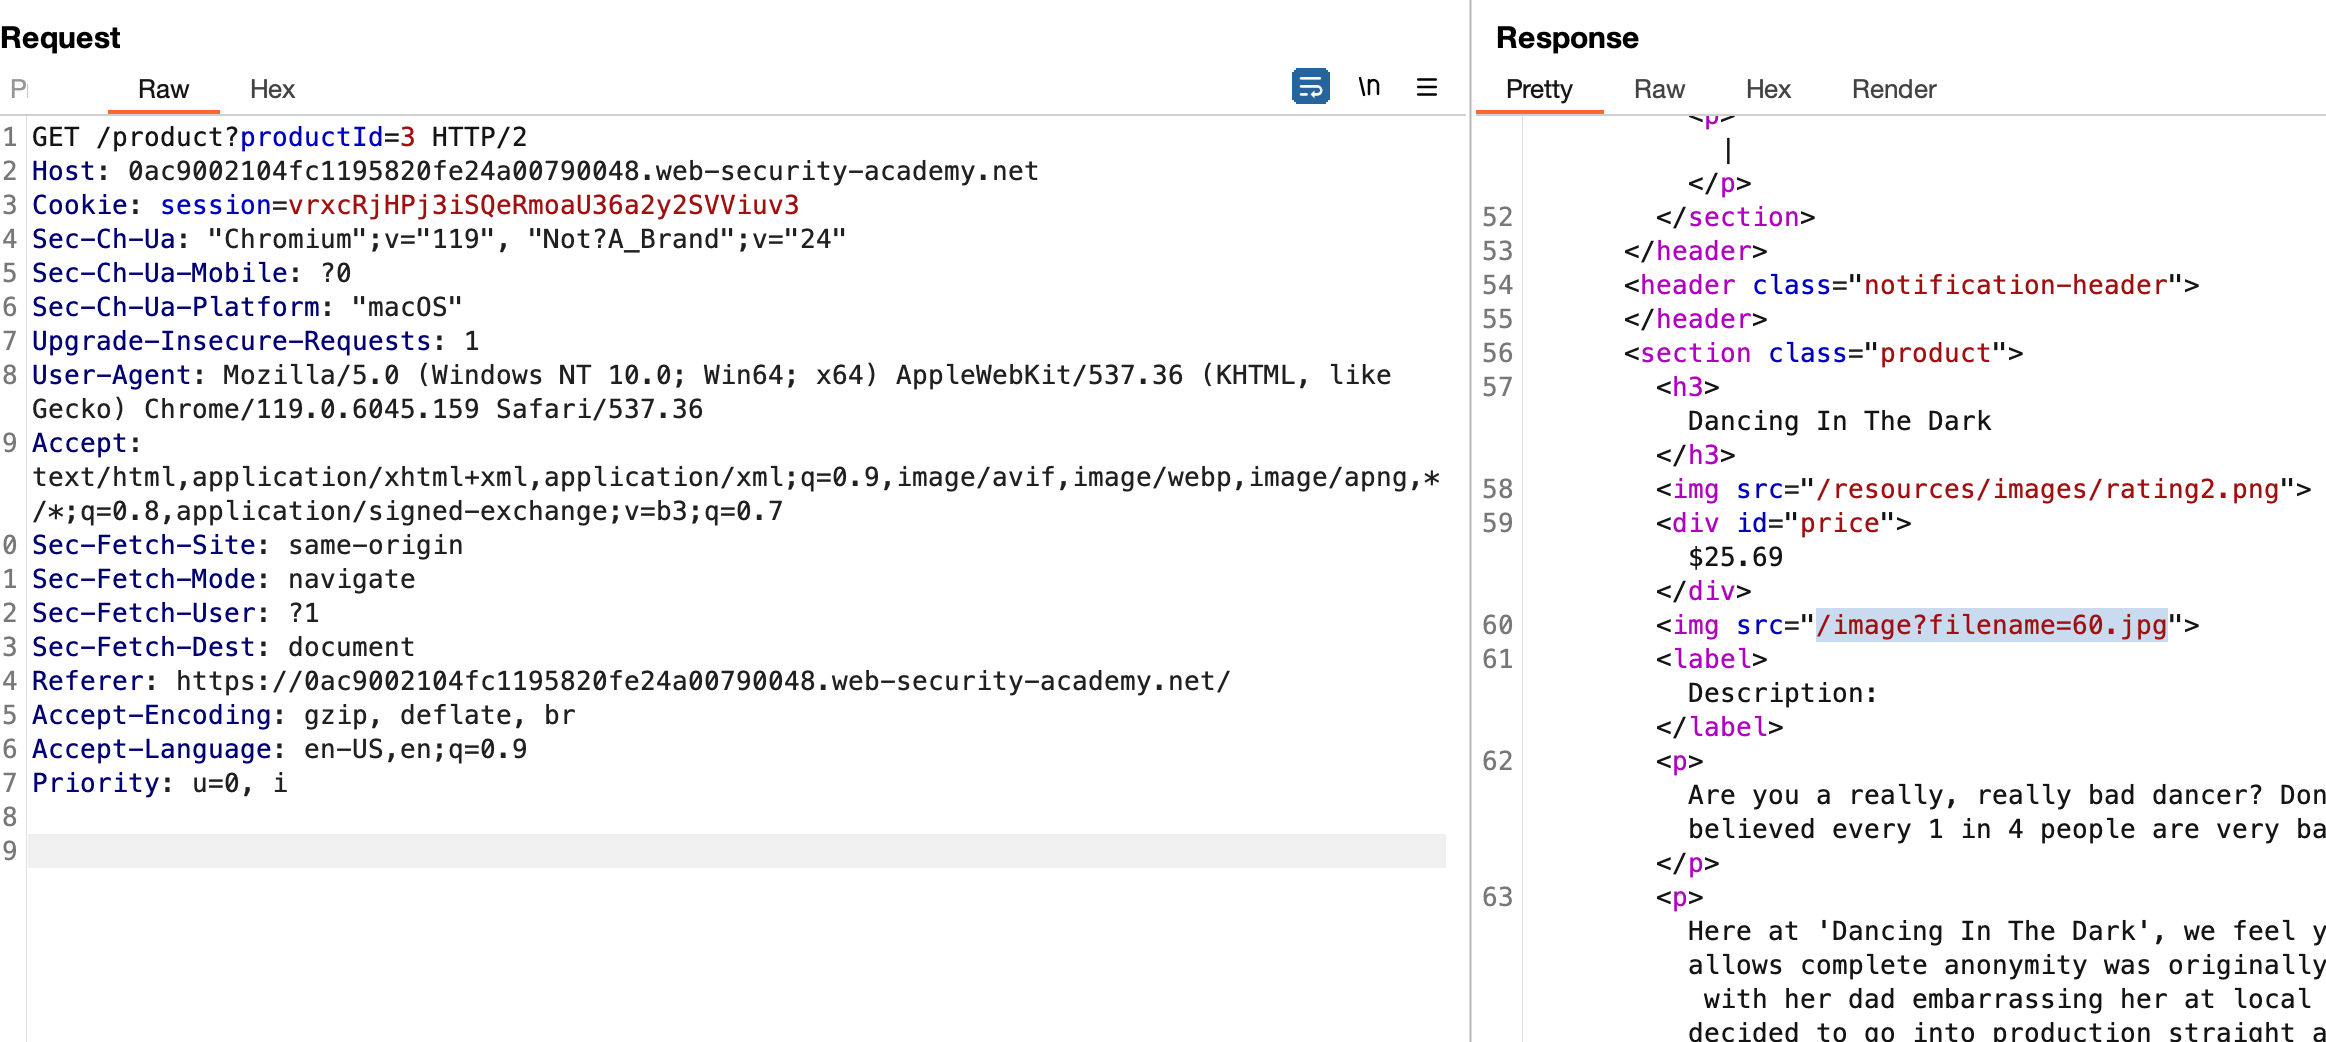 Request
Raw Hex \n
1 GET /product?productId=3 HTTP/2
2 Host: 0ac9002104fc1195820fe24a00790048.web-security-academy.net
3 Cookie: session=vrxcRjHPj3iSQeRmoaU36a2y2SVViuv3
4 Sec-Ch-Ua: "Chromium";v="119", "Not?A_Brand";v="24"
5 Sec-Ch-Ua-Mobile: ?0
6 Sec-Ch-Ua-Platform: "macOS"
7 Upgrade-Insecure-Requests: 1
8 User-Agent: Mozilla/5.0 (Windows NT 10.0; Win64; x64) AppleWebKit/537.36 (KHTML, like
Gecko) Chrome/119.0.6045.159 Safari/537.36
9 Accept:
text/html,application/xhtml+xml,application/xml;q=0.9,image/avif,image/webp,image/apng,*
/*;q=0.8,application/signed-exchange;v=b3;q=0.7
0 Sec-Fetch-Site: same-origin
1 Sec-Fetch-Mode: navigate
2 Sec-Fetch-User: ?1
3 Sec-Fetch-Dest: document
4 Referer: https://0ac9002104fc1195820fe24a00790048.web-security-academy.net/
5 Accept-Encoding: gzip, deflate, br
6 Accept-Language: en-US,en;q=0.9
7 Priority: u=0, i
8
9
Response
Pretty Raw Hex Render
<p>
|
</p>
52 </section>
53 </header>
54 <header class="notification-header">
55 </header>
56 <section class="product">
57 <h3>
Dancing In The Dark
</h3>
58 <img src="/resources/images/rating2.png">
59 <div id="price">
$25.69
</div>
60 <img src="/image?filename=60.jpg">
61 <label>
Description:
</label>
62 <p>
Are you a really, really bad dancer? Don
believed every 1 in 4 people are very ba
</p>
63 <p>
Here at 'Dancing In The Dark', we feel y
allows complete anonymity was originally
with her dad embarrassing her at local
decided to go into production straight a